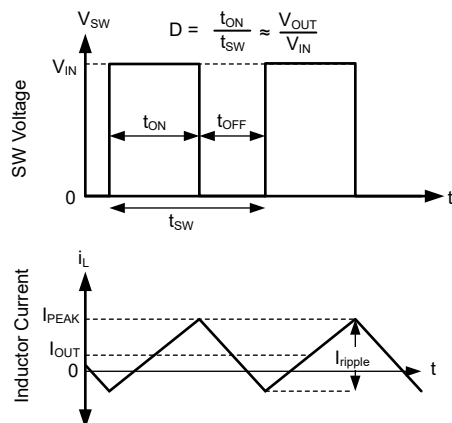 V_SW
D = t_ON / t_SW ≈ V_OUT / V_IN
V_IN
SW Voltage
t_ON
t_OFF
0
t
t_SW
i_L
Inductor Current
I_PEAK
I_OUT
I_ripple
0
t